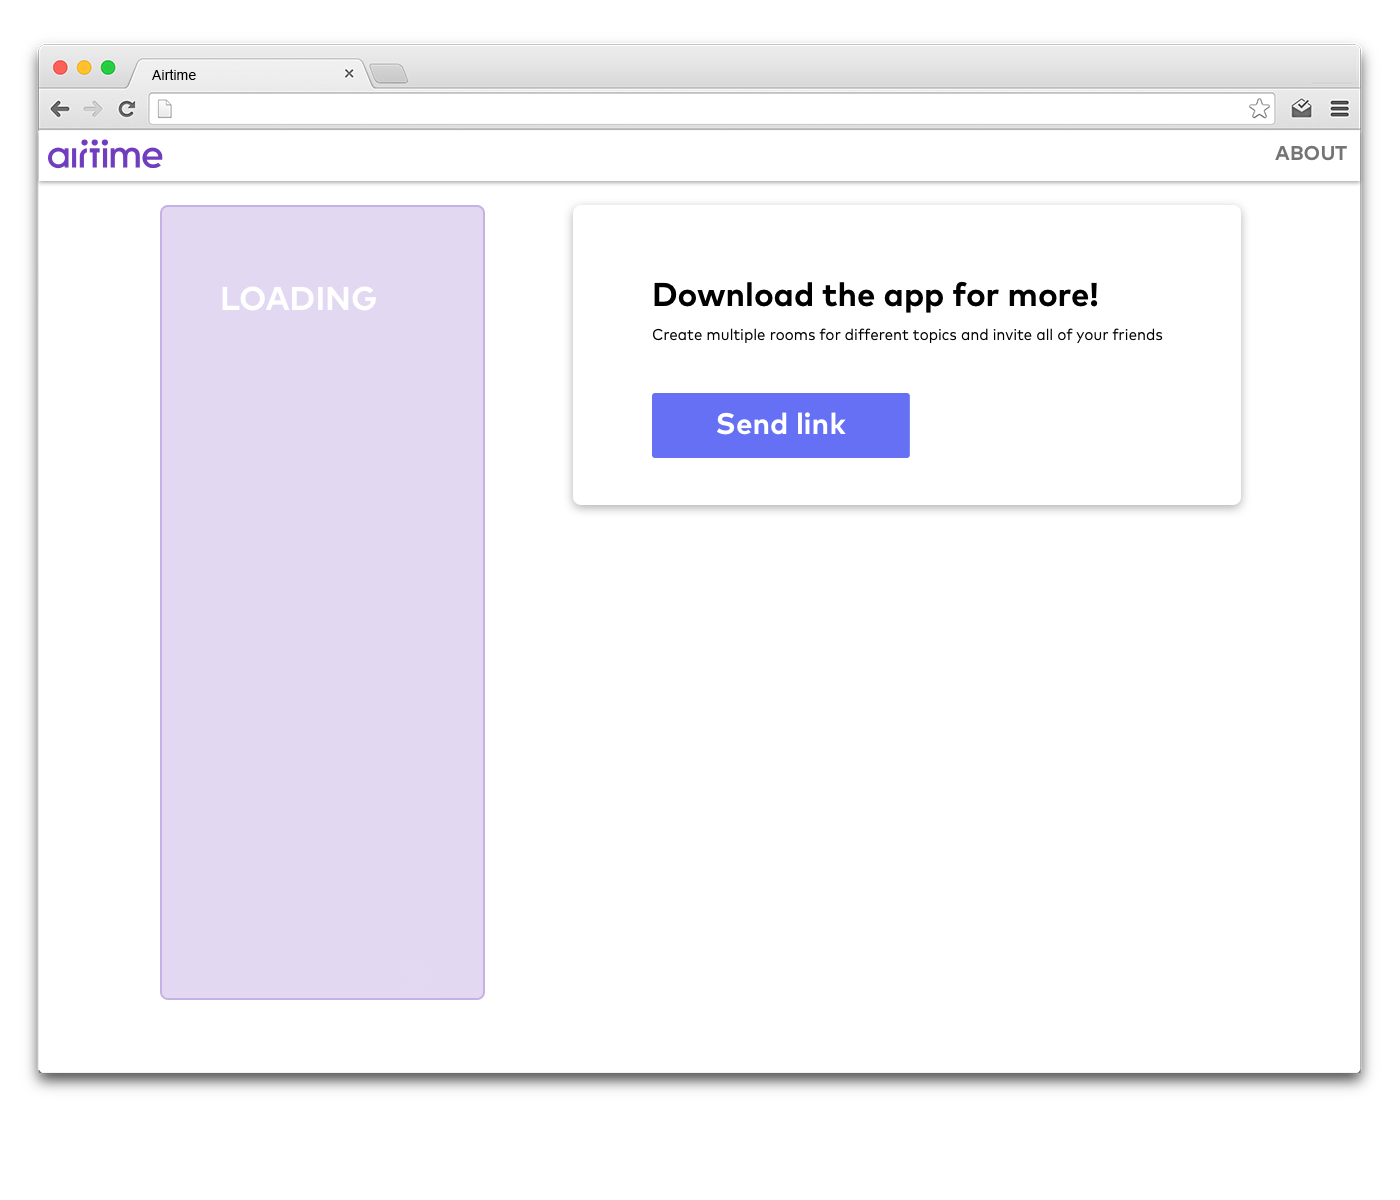 Airtime
airtime
ABOUT
LOADING
Download the app for more!
Create multiple rooms for different topics and invite all of your friends
Send link